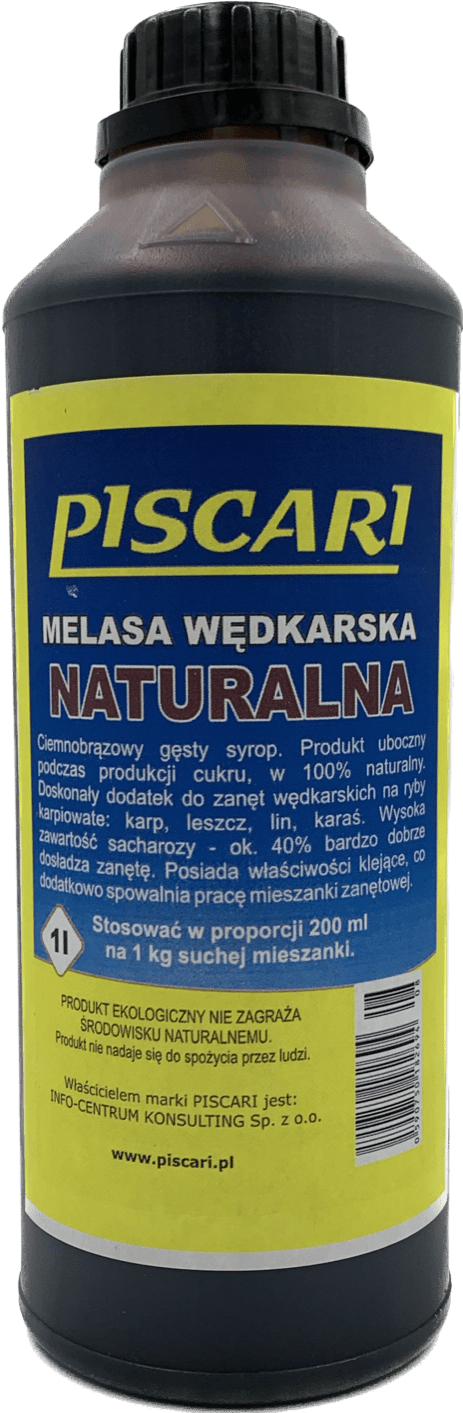 PISCARI
MELASA WĘDKARSKA
NATURALNA
Ciemnobrązowy gęsty syrop. Produkt uboczny
podczas produkcji cukru, w 100% naturalny.
Doskonały dodatek do zanęt wędkarskich na ryby
karpiowate: karp, leszcz, lin, karaś. Wysoka
zawartość sacharozy - ok. 40% bardzo dobrze
dosładza zanętę. Posiada właściwości klejące, co
dodatkowo spowalnia pracę mieszanki zanętowej.
1l
Stosować w proporcji 200 ml
na 1 kg suchej mieszanki.
PRODUKT EKOLOGICZNY NIE ZAGRAŻA
ŚRODOWISKU NATURALNEMU.
Produkt nie nadaje się do spożycia przez ludzi.
Właścicielem marki PISCARI jest:
INFO-CENTRUM KONSULTING Sp. z o.o.
www.piscari.pl